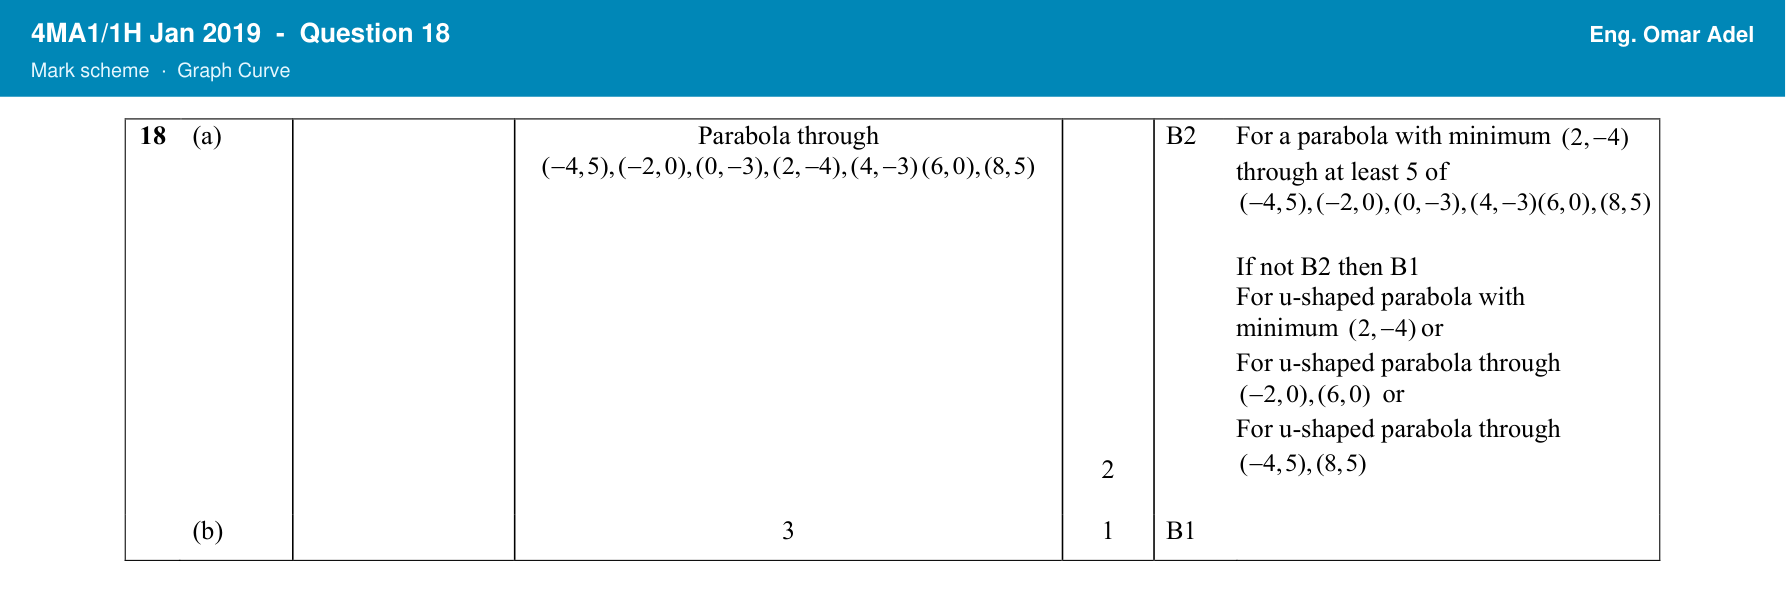 4MA1/1H Jan 2019 - Question 18
Eng. Omar Adel
Mark scheme · Graph Curve
18 (a) Parabola through B2 For a parabola with minimum (2,−4)
(−4,5),(−2,0),(0,−3),(2,−4),(4,−3)(6,0),(8,5)
through at least 5 of
(−4,5),(−2,0),(0,−3),(4,−3)(6,0),(8,5)
If not B2 then B1
For u-shaped parabola with
minimum (2,−4) or
For u-shaped parabola through
(−2,0),(6,0) or
For u-shaped parabola through
2 (−4,5),(8,5)
(b) 3 1 B1